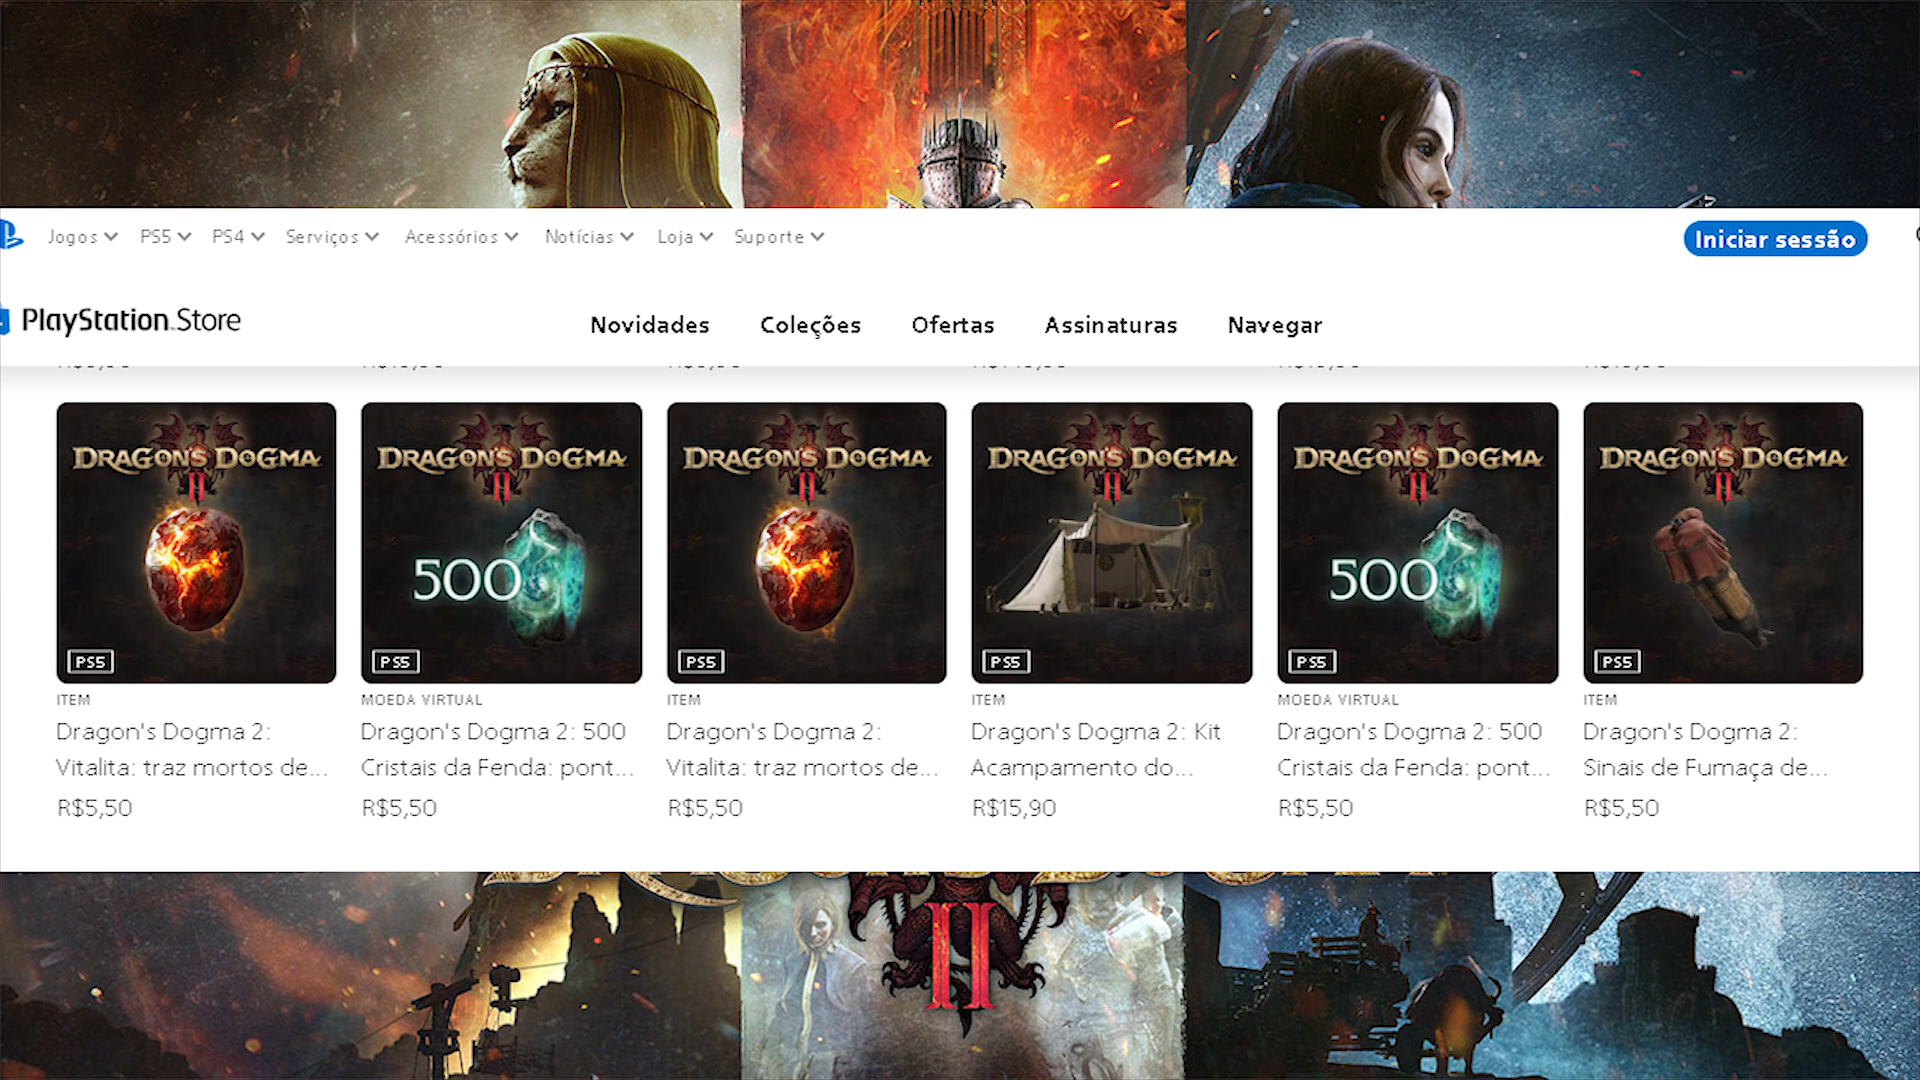 Jogos PS5 PS4 Serviços Acessórios Notícias Loja Suporte Iniciar sessão
PlayStation Store Novidades Coleções Ofertas Assinaturas Navegar
DRAGON'S DOGMA II DRAGON'S DOGMA II DRAGON'S DOGMA II DRAGON'S DOGMA II DRAGON'S DOGMA II DRAGON'S DOGMA II
500 500
PS5 PS5 PS5 PS5 PS5 PS5
ITEM
Dragon's Dogma 2:
Vitalita: traz mortos de...
R$5,50
MOEDA VIRTUAL
Dragon's Dogma 2: 500
Cristais da Fenda: pont...
R$5,50
ITEM
Dragon's Dogma 2:
Vitalita: traz mortos de...
R$5,50
ITEM
Dragon's Dogma 2: Kit
Acampamento do...
R$15,90
MOEDA VIRTUAL
Dragon's Dogma 2: 500
Cristais da Fenda: pont...
R$5,50
ITEM
Dragon's Dogma 2:
Sinais de Fumaça de...
R$5,50
II